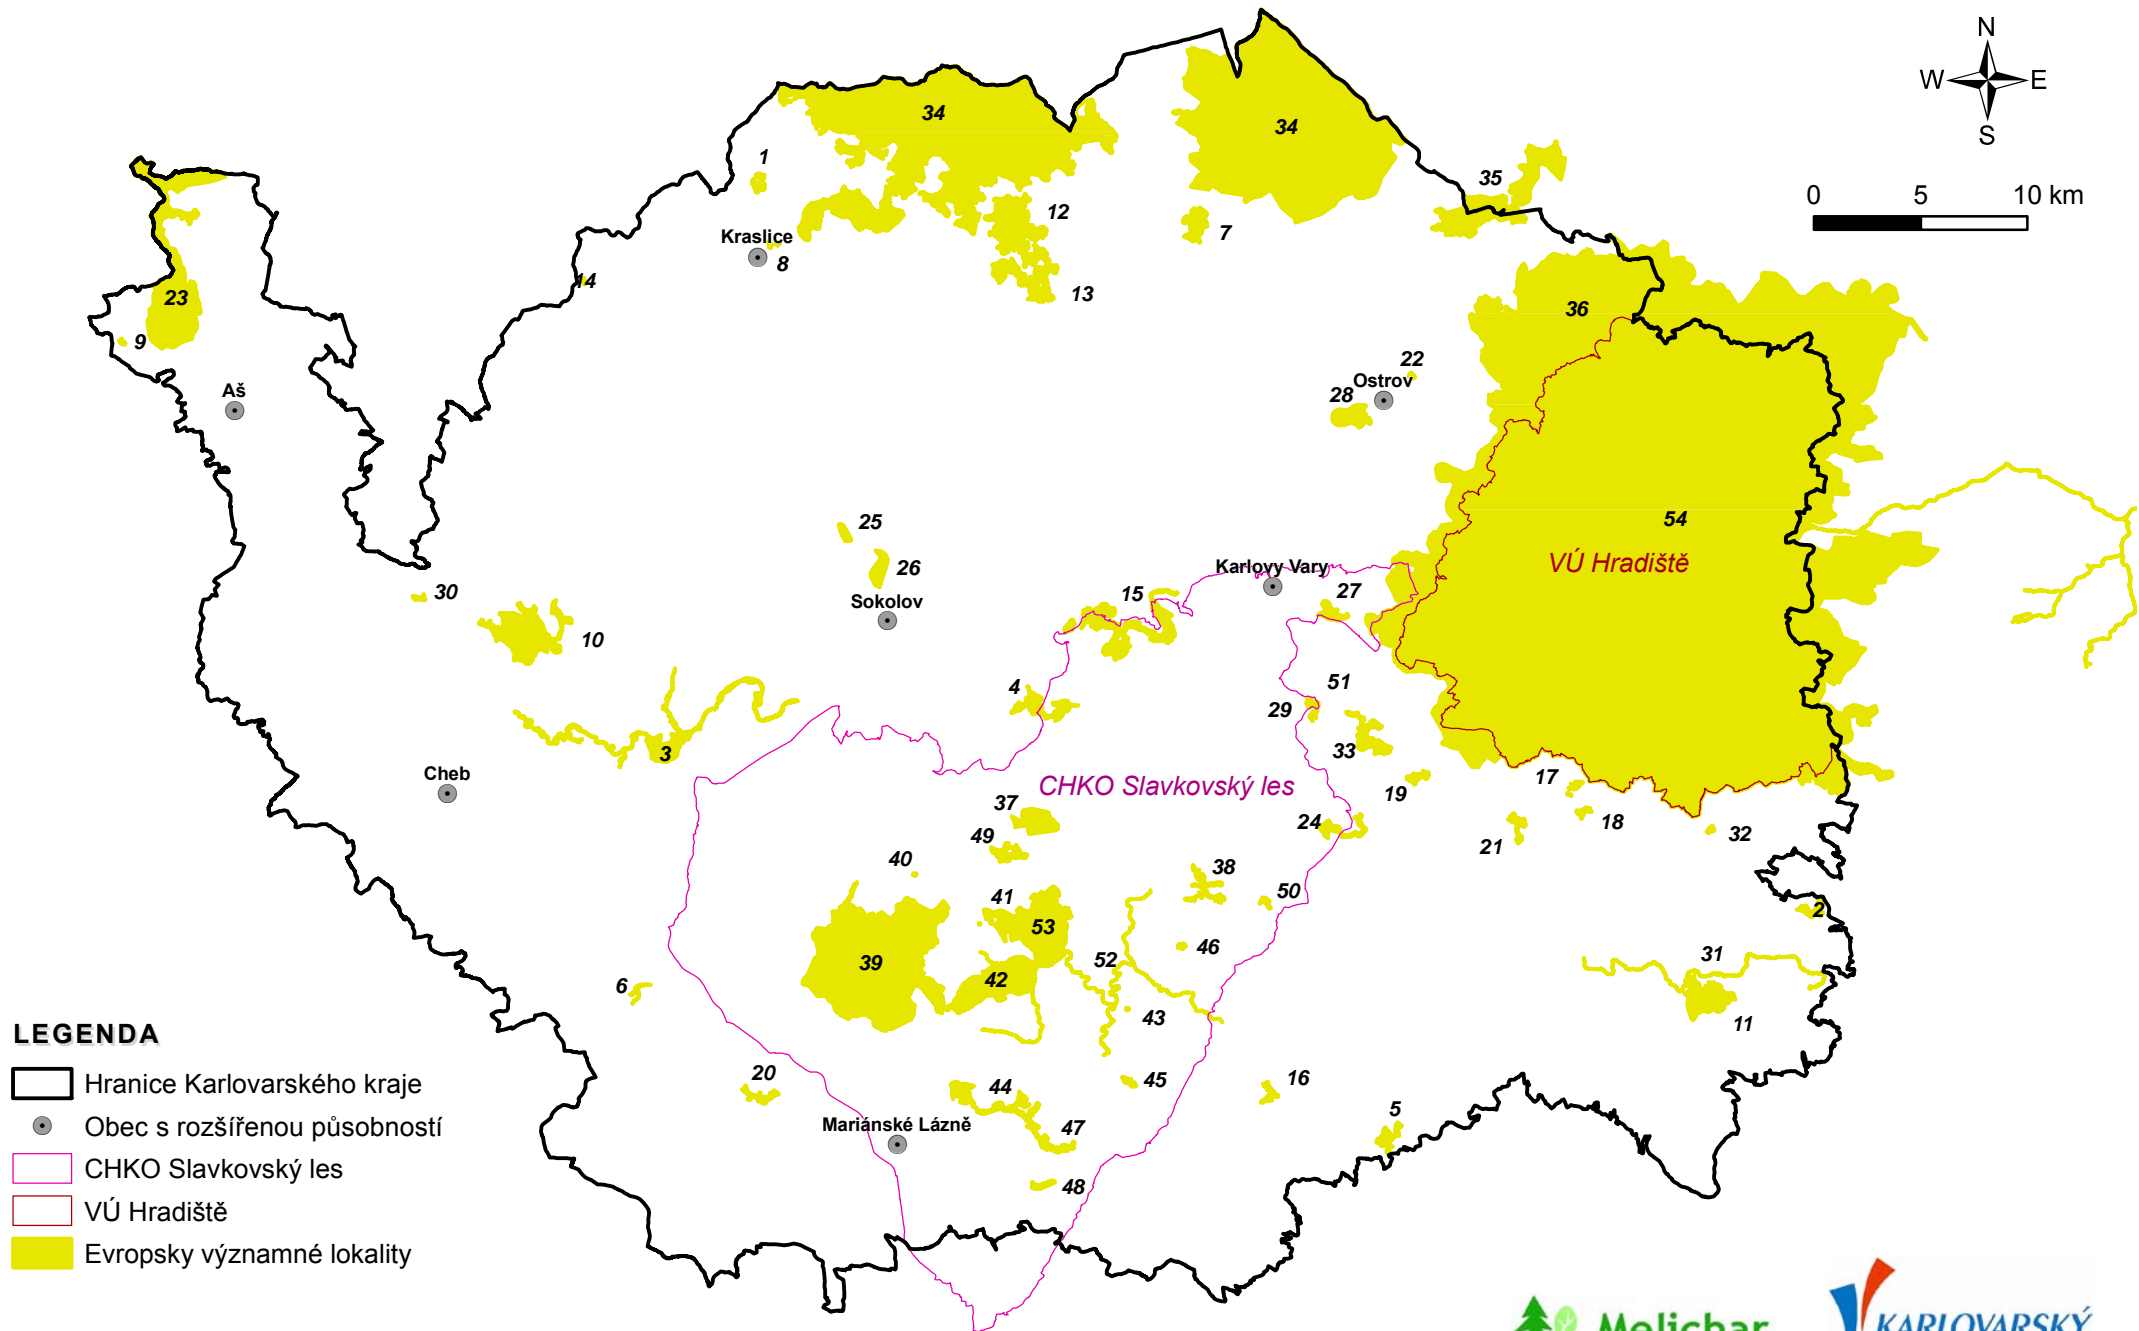 N
W E
S
0 5 10 km
34
34
1
35
12
7
Kraslice
8
14
13
23
36
9
22
Aš
Ostrov
28
25
54
26
VÚ Hradiště
Karlovy Vary
30
15
27
Sokolov
10
4
51
29
3
33
Cheb
CHKO Slavkovský les
17
19
37
18
24
32
49
21
40
38
50
41
2
53
46
39
52
31
42
6
43
11
20
44
45
16
Mariánské Lázně
47
5
48
LEGENDA
Hranice Karlovarského kraje
Obec s rozšířenou působností
CHKO Slavkovský les
VÚ Hradiště
Evropsky významné lokality
Melichar
KARLOVARSKÝ